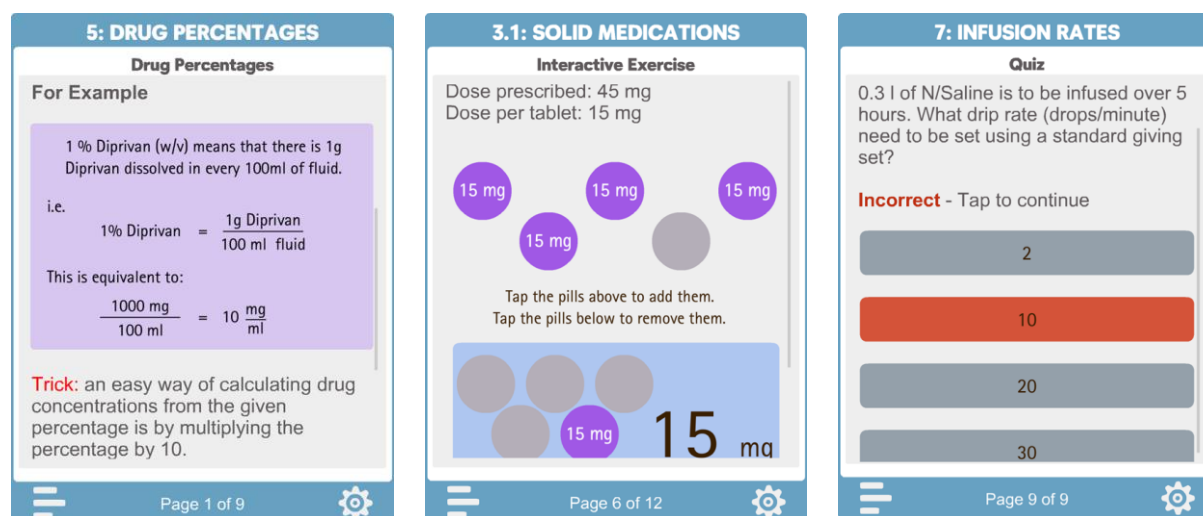 5: DRUG PERCENTAGES
Drug Percentages
For Example
1 % Diprivan (w/v) means that there is 1g
Diprivan dissolved in every 100ml of fluid.
i.e.
1% Diprivan = 1g Diprivan
100 ml fluid
This is equivalent to:
1000 mg
100 ml
= 10 mg
ml
Trick: an easy way of calculating drug
concentrations from the given
percentage is by multiplying the
percentage by 10.
Page 1 of 9
3.1: SOLID MEDICATIONS
Interactive Exercise
Dose prescribed: 45 mg
Dose per tablet: 15 mg
15 mg 15 mg 15 mg
15 mg
Tap the pills above to add them.
Tap the pills below to remove them.
15 mg 15 mg
Page 6 of 12
7: INFUSION RATES
Quiz
0.3 l of N/Saline is to be infused over 5
hours. What drip rate (drops/minute)
need to be set using a standard giving
set?
Incorrect - Tap to continue
2
10
20
30
Page 9 of 9